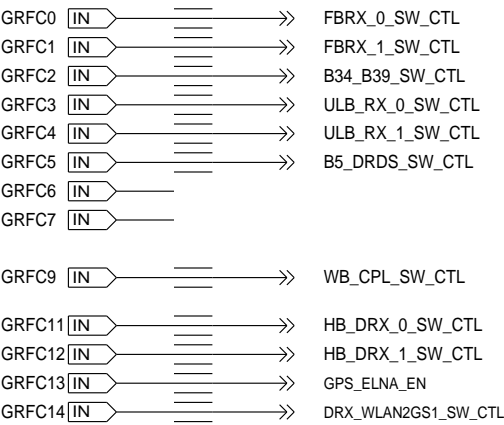 GRFC0 IN FBRX_0_SW_CTL
GRFC1 IN FBRX_1_SW_CTL
GRFC2 IN B34_B39_SW_CTL
GRFC3 IN ULB_RX_0_SW_CTL
GRFC4 IN ULB_RX_1_SW_CTL
GRFC5 IN B5_DRDS_SW_CTL
GRFC6 IN
GRFC7 IN
GRFC9 IN WB_CPL_SW_CTL
GRFC11 IN HB_DRX_0_SW_CTL
GRFC12 IN HB_DRX_1_SW_CTL
GRFC13 IN GPS_ELNA_EN
GRFC14 IN DRX_WLAN2GS1_SW_CTL